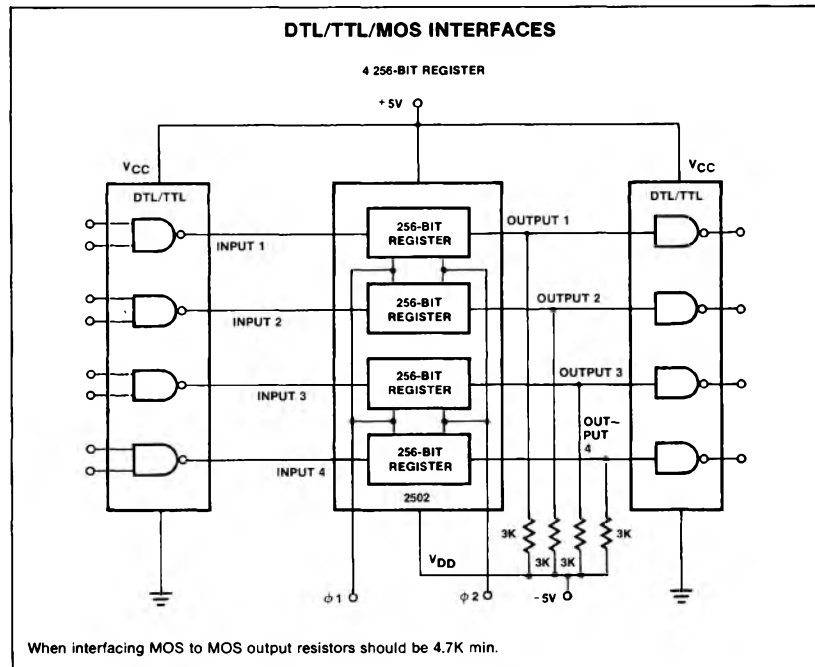 DTL/TTL/MOS INTERFACES
4 256-BIT REGISTER
+5V
VCC
DTL/TTL
VCC
DTL/TTL
256-BIT
REGISTER
INPUT 1
OUTPUT 1
256-BIT
REGISTER
INPUT 2
OUTPUT 2
256-BIT
REGISTER
INPUT 3
OUTPUT 3
256-BIT
REGISTER
INPUT 4
OUT~
PUT
4
2502
VDD
3K
3K
3K
3K
-5V
φ1
φ2
When interfacing MOS to MOS output resistors should be 4.7K min.